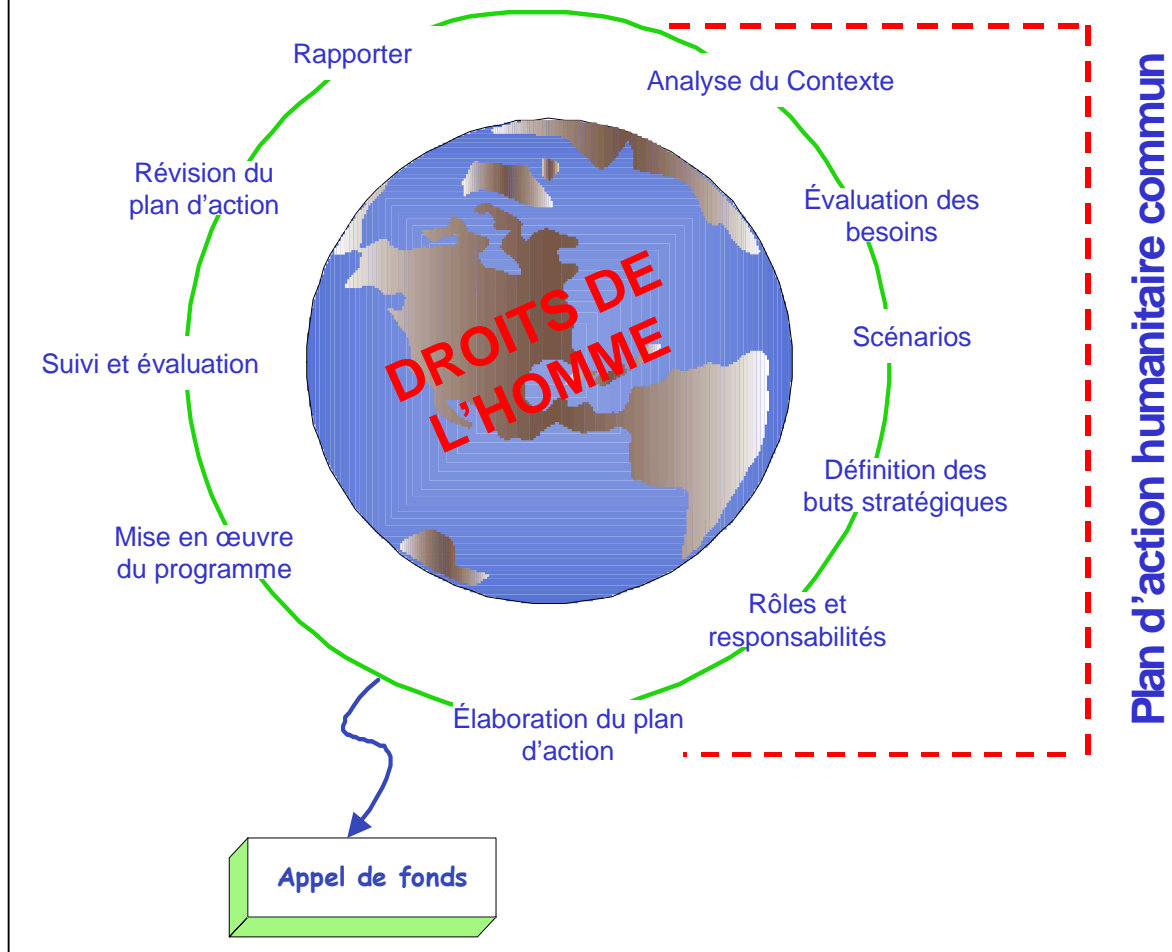 Rapporter
Analyse du Contexte
Évaluation des
besoins
Scénarios
Définition des
buts stratégiques
Rôles et
responsabilités
Élaboration du plan
d'action
Mise en œuvre
du programme
Suivi et évaluation
Révision du
plan d'action
DROITS DE
L'HOMME
Plan d'action humanitaire commun
Appel de fonds